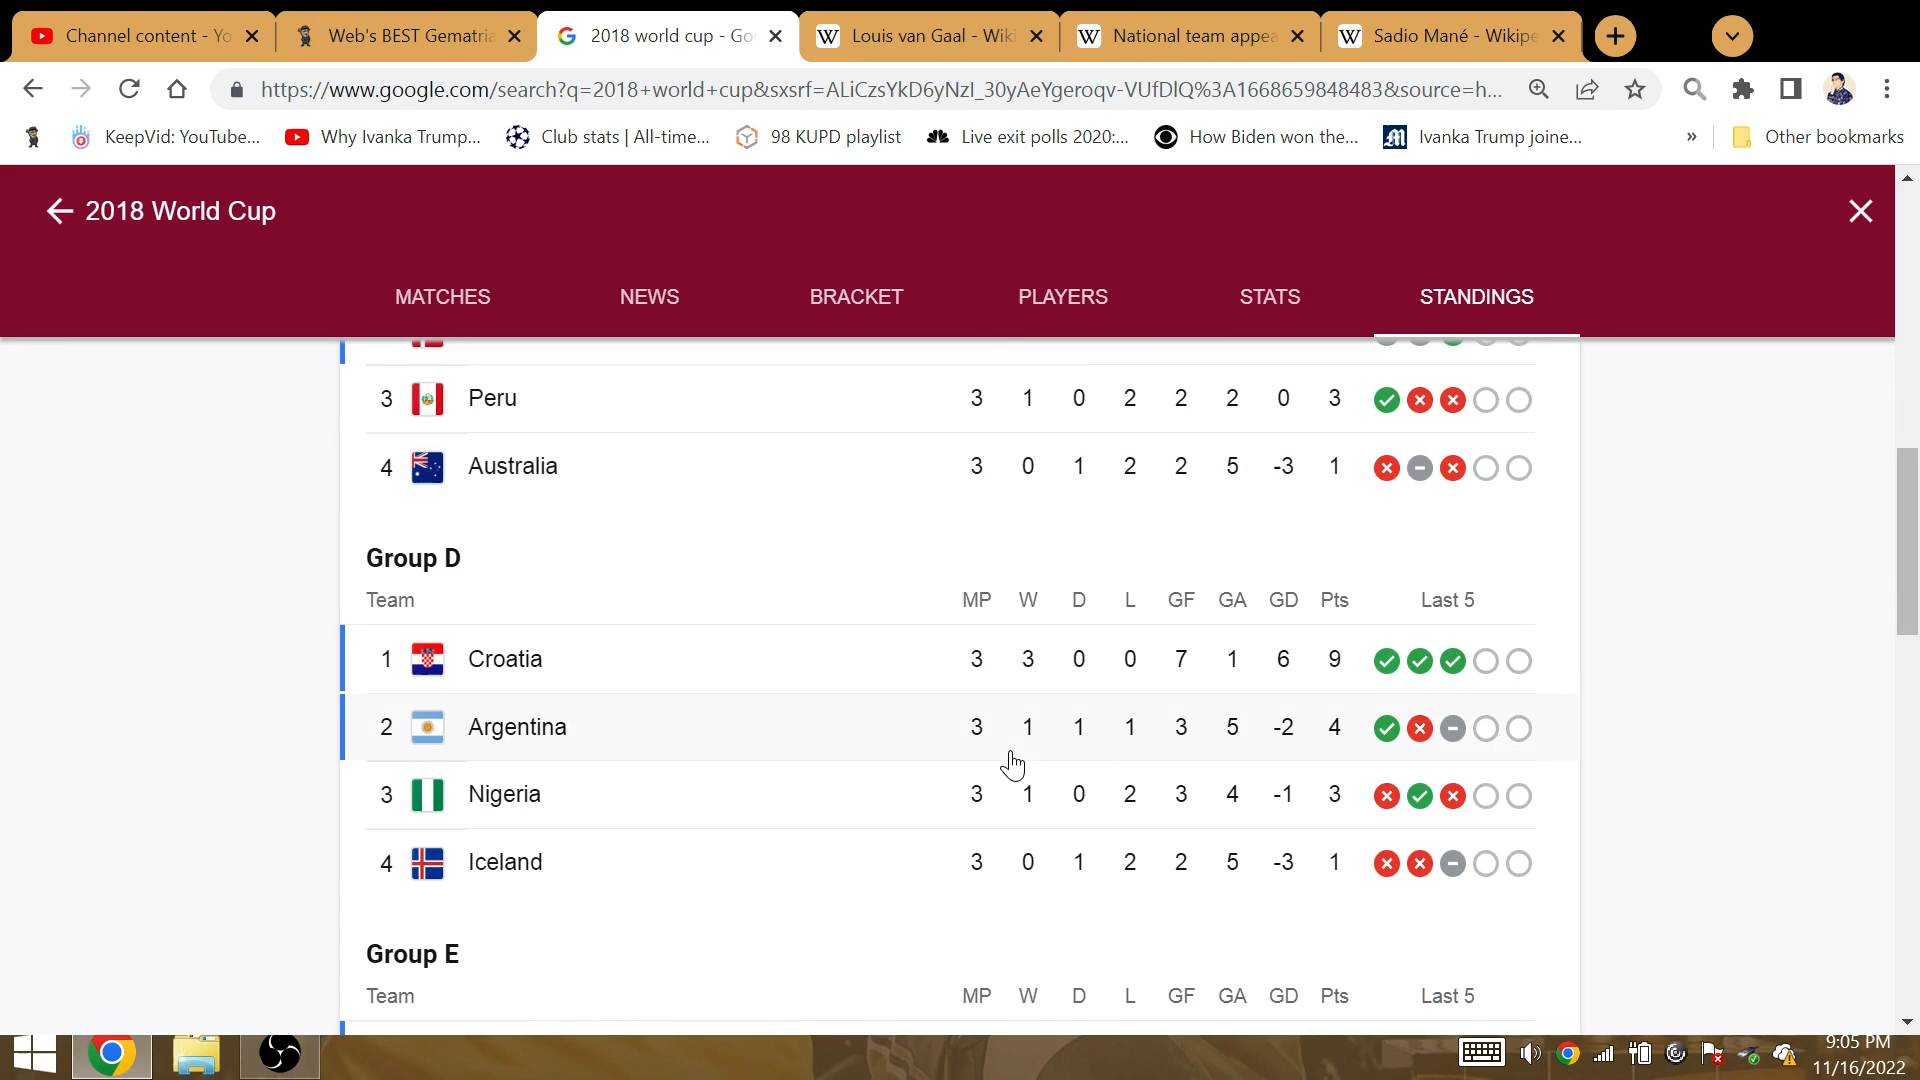 Channel content - Yo
Web's BEST Gematria
2018 world cup - Go
Louis van Gaal - Wiki
National team appea
Sadio Mané - Wikipe
https://www.google.com/search?q=2018+world+cup&sxsrf=ALiCzsYkD6yNzI_30yAeYgeroqv-VUfDlQ%3A1668659848483&source=h...
KeepVid: YouTube...
Why Ivanka Trump...
Club stats | All-time...
98 KUPD playlist
Live exit polls 2020:...
How Biden won the...
Ivanka Trump joine...
» Other bookmarks
2018 World Cup
MATCHES NEWS BRACKET PLAYERS STATS STANDINGS
3 Peru 3 1 0 2 2 2 0 3
4 Australia 3 0 1 2 2 5 -3 1
Group D
Team MP W D L GF GA GD Pts Last 5
1 Croatia 3 3 0 0 7 1 6 9
2 Argentina 3 1 1 1 3 5 -2 4
3 Nigeria 3 1 0 2 3 4 -1 3
4 Iceland 3 0 1 2 2 5 -3 1
Group E
Team MP W D L GF GA GD Pts Last 5
9:05 PM
11/16/2022